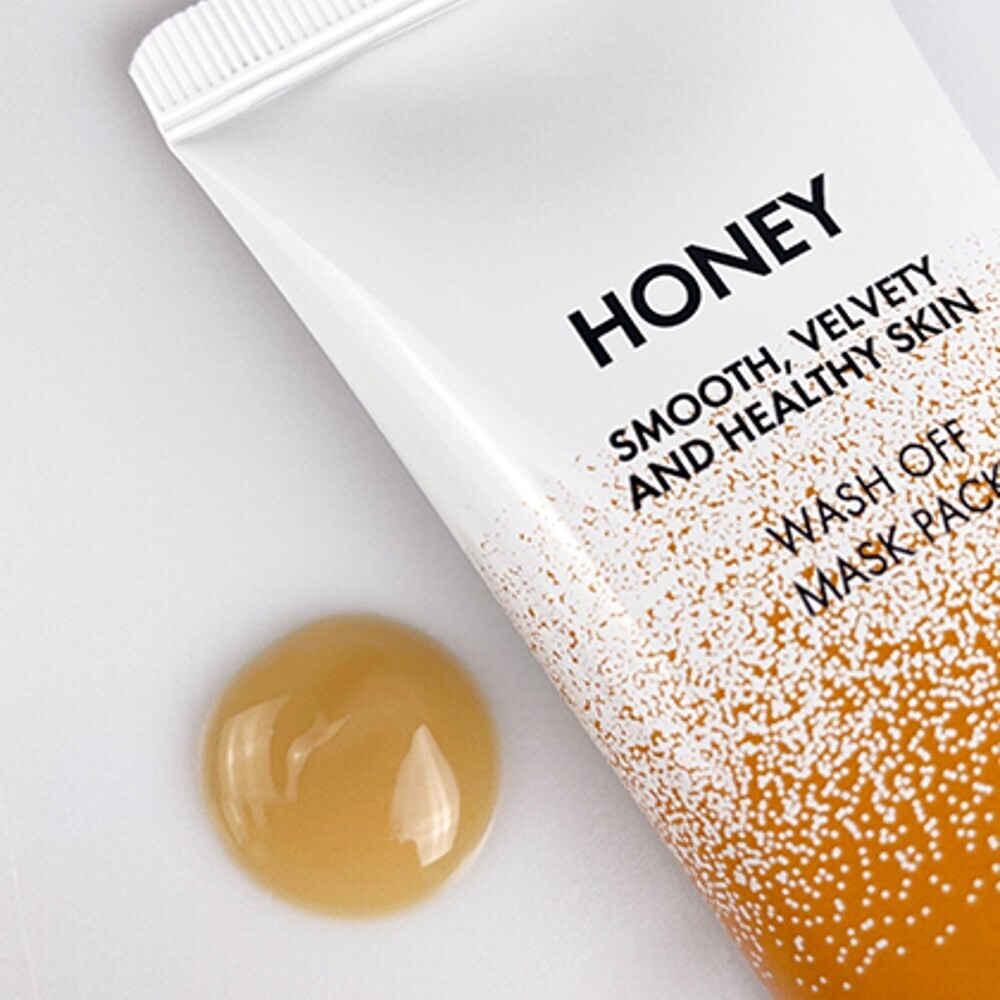 HONEY
SMOOTH, VELVETY
AND HEALTHY SKIN
WASH OFF
MASK PACK